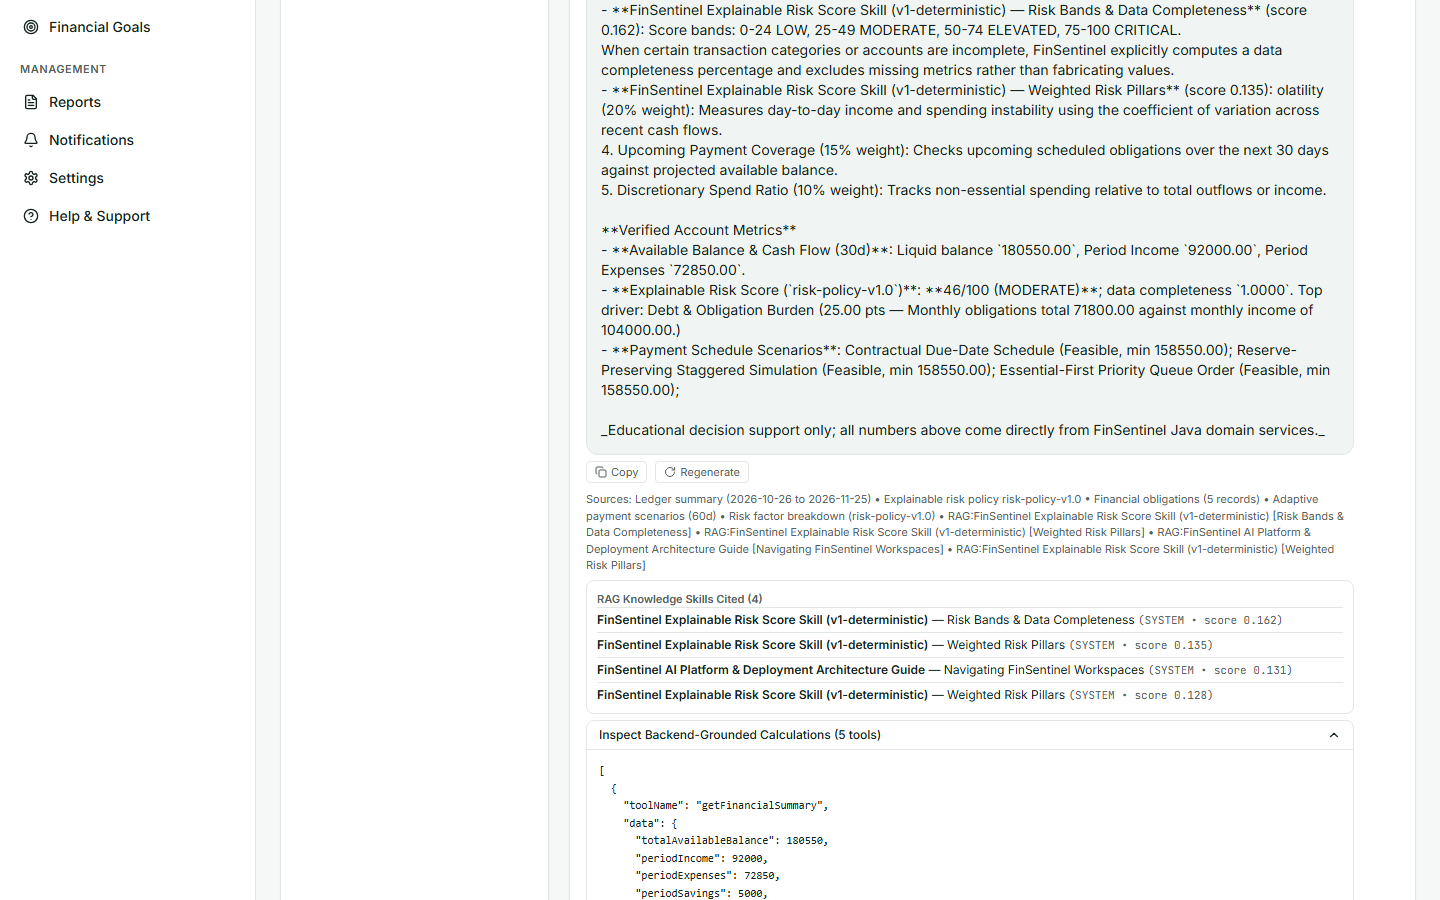 Financial Goals
MANAGEMENT
Reports
Notifications
Settings
Help & Support
- **FinSentinel Explainable Risk Score Skill (v1-deterministic) — Risk Bands & Data Completeness** (score
0.162): Score bands: 0-24 LOW, 25-49 MODERATE, 50-74 ELEVATED, 75-100 CRITICAL.
When certain transaction categories or accounts are incomplete, FinSentinel explicitly computes a data
completeness percentage and excludes missing metrics rather than fabricating values.
- **FinSentinel Explainable Risk Score Skill (v1-deterministic) — Weighted Risk Pillars** (score 0.135): olatility
(20% weight): Measures day-to-day income and spending instability using the coefficient of variation across
recent cash flows.
4. Upcoming Payment Coverage (15% weight): Checks upcoming scheduled obligations over the next 30 days
against projected available balance.
5. Discretionary Spend Ratio (10% weight): Tracks non-essential spending relative to total outflows or income.
**Verified Account Metrics**
- **Available Balance & Cash Flow (30d)**: Liquid balance `180550.00`, Period Income `92000.00`, Period
Expenses `72850.00`.
- **Explainable Risk Score (`risk-policy-v1.0`)**: **46/100 (MODERATE)**; data completeness `1.0000`. Top
driver: Debt & Obligation Burden (25.00 pts — Monthly obligations total 71800.00 against monthly income of
104000.00.)
- **Payment Schedule Scenarios**: Contractual Due-Date Schedule (Feasible, min 158550.00); Reserve-
Preserving Staggered Simulation (Feasible, min 158550.00); Essential-First Priority Queue Order (Feasible, min
158550.00);
_Educational decision support only; all numbers above come directly from FinSentinel Java domain services._
Copy
Regenerate
Sources: Ledger summary (2026-10-26 to 2026-11-25) • Explainable risk policy risk-policy-v1.0 • Financial obligations (5 records) • Adaptive
payment scenarios (60d) • Risk factor breakdown (risk-policy-v1.0) • RAG:FinSentinel Explainable Risk Score Skill (v1-deterministic) [Risk Bands &
Data Completeness] • RAG:FinSentinel Explainable Risk Score Skill (v1-deterministic) [Weighted Risk Pillars] • RAG:FinSentinel AI Platform &
Deployment Architecture Guide [Navigating FinSentinel Workspaces] • RAG:FinSentinel Explainable Risk Score Skill (v1-deterministic) [Weighted
Risk Pillars]
RAG Knowledge Skills Cited (4)
FinSentinel Explainable Risk Score Skill (v1-deterministic) — Risk Bands & Data Completeness (SYSTEM • score 0.162)
FinSentinel Explainable Risk Score Skill (v1-deterministic) — Weighted Risk Pillars (SYSTEM • score 0.135)
FinSentinel AI Platform & Deployment Architecture Guide — Navigating FinSentinel Workspaces (SYSTEM • score 0.131)
FinSentinel Explainable Risk Score Skill (v1-deterministic) — Weighted Risk Pillars (SYSTEM • score 0.128)
Inspect Backend-Grounded Calculations (5 tools)
[
{
"toolName": "getFinancialSummary",
"data": {
"totalAvailableBalance": 180550,
"periodIncome": 92000,
"periodExpenses": 72850,
"periodSavings": 5000,